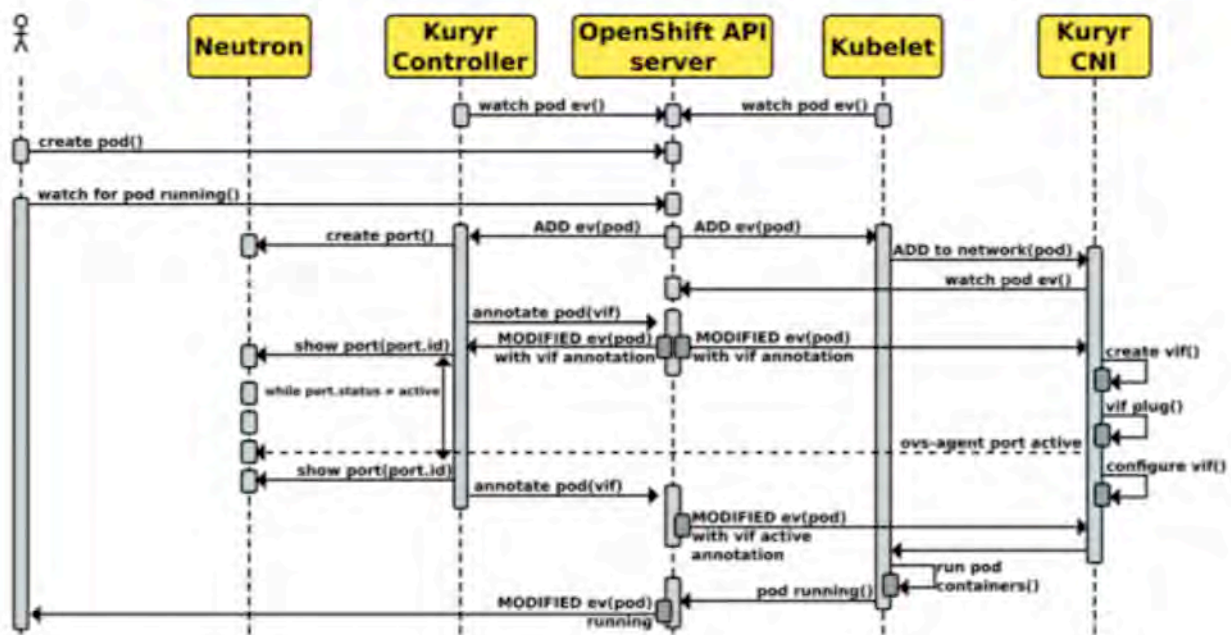 Neutron
Kuryr
Controller
OpenShift API
server
Kubelet
Kuryr
CNI
watch pod ev()
watch pod ev()
create pod()
watch for pod running()
create port()
ADD ev(pod)
ADD ev(pod)
ADD to network(pod)
watch pod ev()
annotate pod(vif)
show port(port.id)
MODIFIED ev(pod)
with vif annotation
MODIFIED ev(pod)
with vif annotation
create vif()
while port.status ≠ active
vif plug()
ovs-agent port active
show port(port.id)
configure vif()
annotate pod(vif)
MODIFIED ev(pod)
with vif active
annotation
run pod
containers()
pod running()
MODIFIED ev(pod)
running